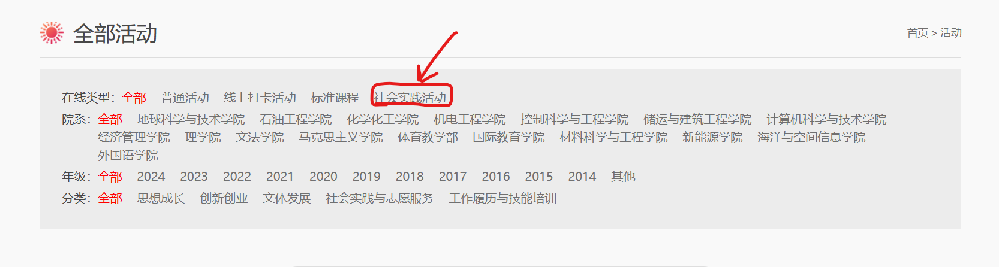 全部活动
首页 > 活动
在线类型：全部 普通活动 线上打卡活动 标准课程 社会实践活动
院系：全部 地球科学与技术学院 石油工程学院 化学化工学院 机电工程学院 控制科学与工程学院 储运与建筑工程学院 计算机科学与技术学院
经济管理学院 理学院 文法学院 马克思主义学院 体育教学部 国际教育学院 材料科学与工程学院 新能源学院 海洋与空间信息学院
外国语学院
年级：全部 2024 2023 2022 2021 2020 2019 2018 2017 2016 2015 2014 其他
分类：全部 思想成长 创新创业 文体发展 社会实践与志愿服务 工作履历与技能培训